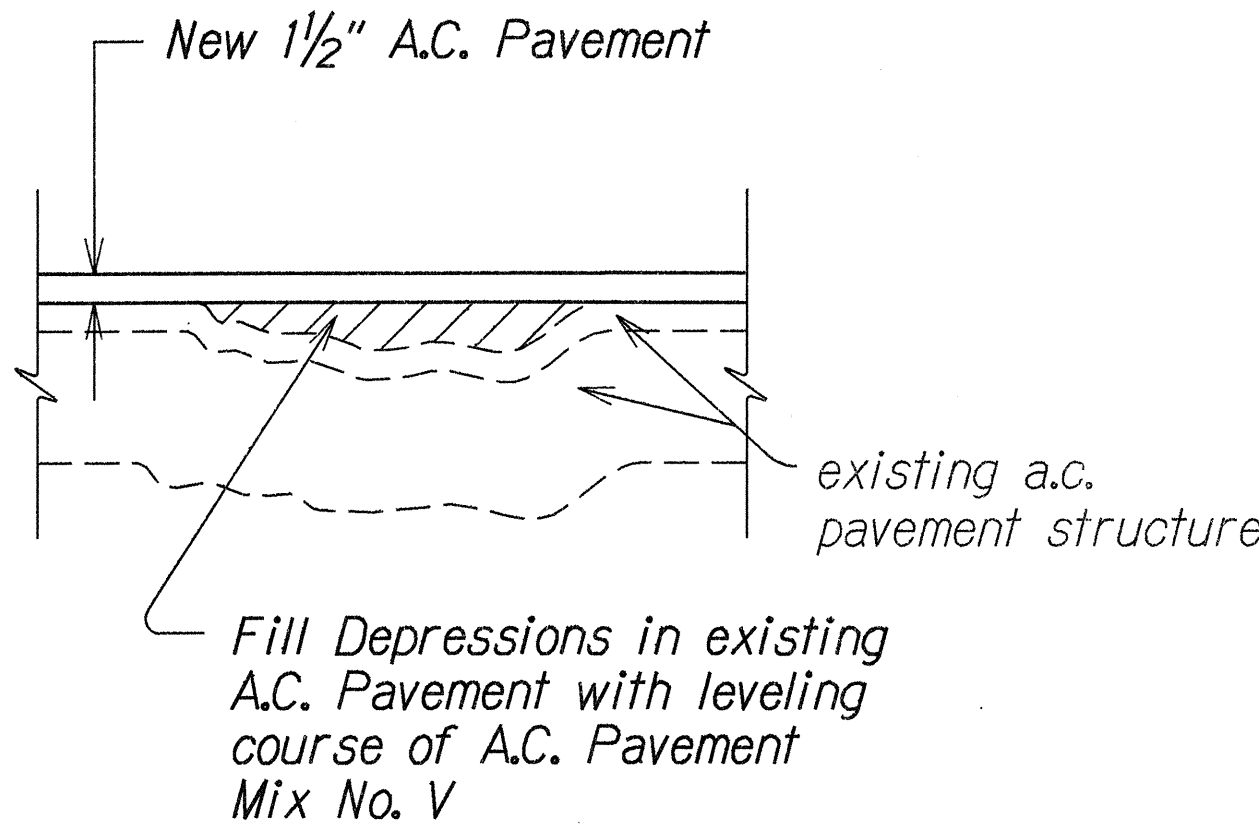 New 1½" A.C. Pavement
existing a.c.
pavement structure
Fill Depressions in existing
A.C. Pavement with leveling
course of A.C. Pavement
Mix No. V